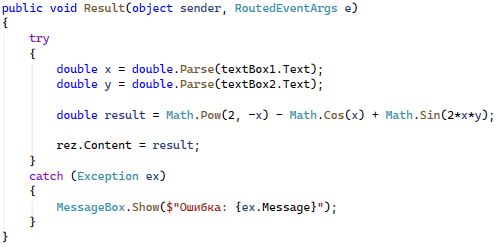 public void Result(object sender, RoutedEventArgs e)
{
    try
    {
        double x = double.Parse(textBox1.Text);
        double y = double.Parse(textBox2.Text);

        double result = Math.Pow(2, -x) - Math.Cos(x) + Math.Sin(2*x*y);

        rez.Content = result;
    }
    catch (Exception ex)
    {
        MessageBox.Show($"Ошибка: {ex.Message}");
    }
}